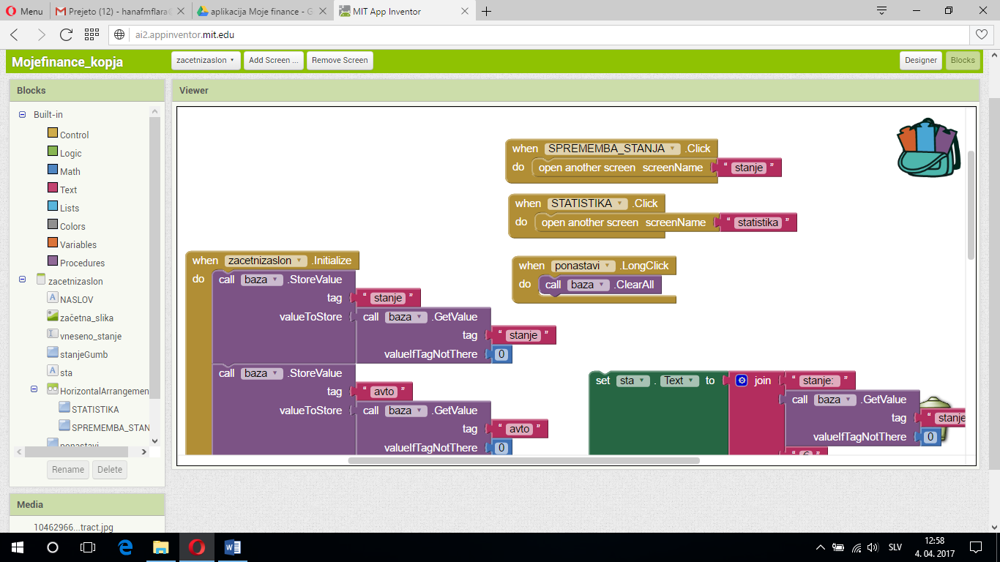 Menu
Prejeto (12) - hanafmflara
aplikacija Moje finance - G
MIT App Inventor
ai2.appinventor.mit.edu
Mojefinance_kopja
zacetnizaslon
Add Screen ...
Remove Screen
Designer
Blocks
Blocks
Built-in
Control
Logic
Math
Text
Lists
Colors
Variables
Procedures
zacetnizaslon
NASLOV
začetna_slika
vneseno_stanje
stanjeGumb
sta
HorizontalArrangemen
STATISTIKA
SPREMEMBA_STAN
ponastavi
Rename
Delete
Media
10462966...tract.jpg
Viewer
when SPREMEMBA_STANJA .Click
do open another screen screenName " stanje "
when STATISTIKA .Click
do open another screen screenName " statistika "
when ponastavi .LongClick
do call baza .ClearAll
when zacetnizaslon .Initialize
do call baza .StoreValue
tag " stanje "
valueToStore call baza .GetValue
tag " stanje "
valueIfTagNotThere 0
call baza .StoreValue
tag " avto "
valueToStore call baza .GetValue
tag " avto "
valueIfTagNotThere 0
set sta . Text to join " stanje: "
call baza .GetValue
tag " stanje
valueIfTagNotThere 0
SLV
12:58
4. 04. 2017